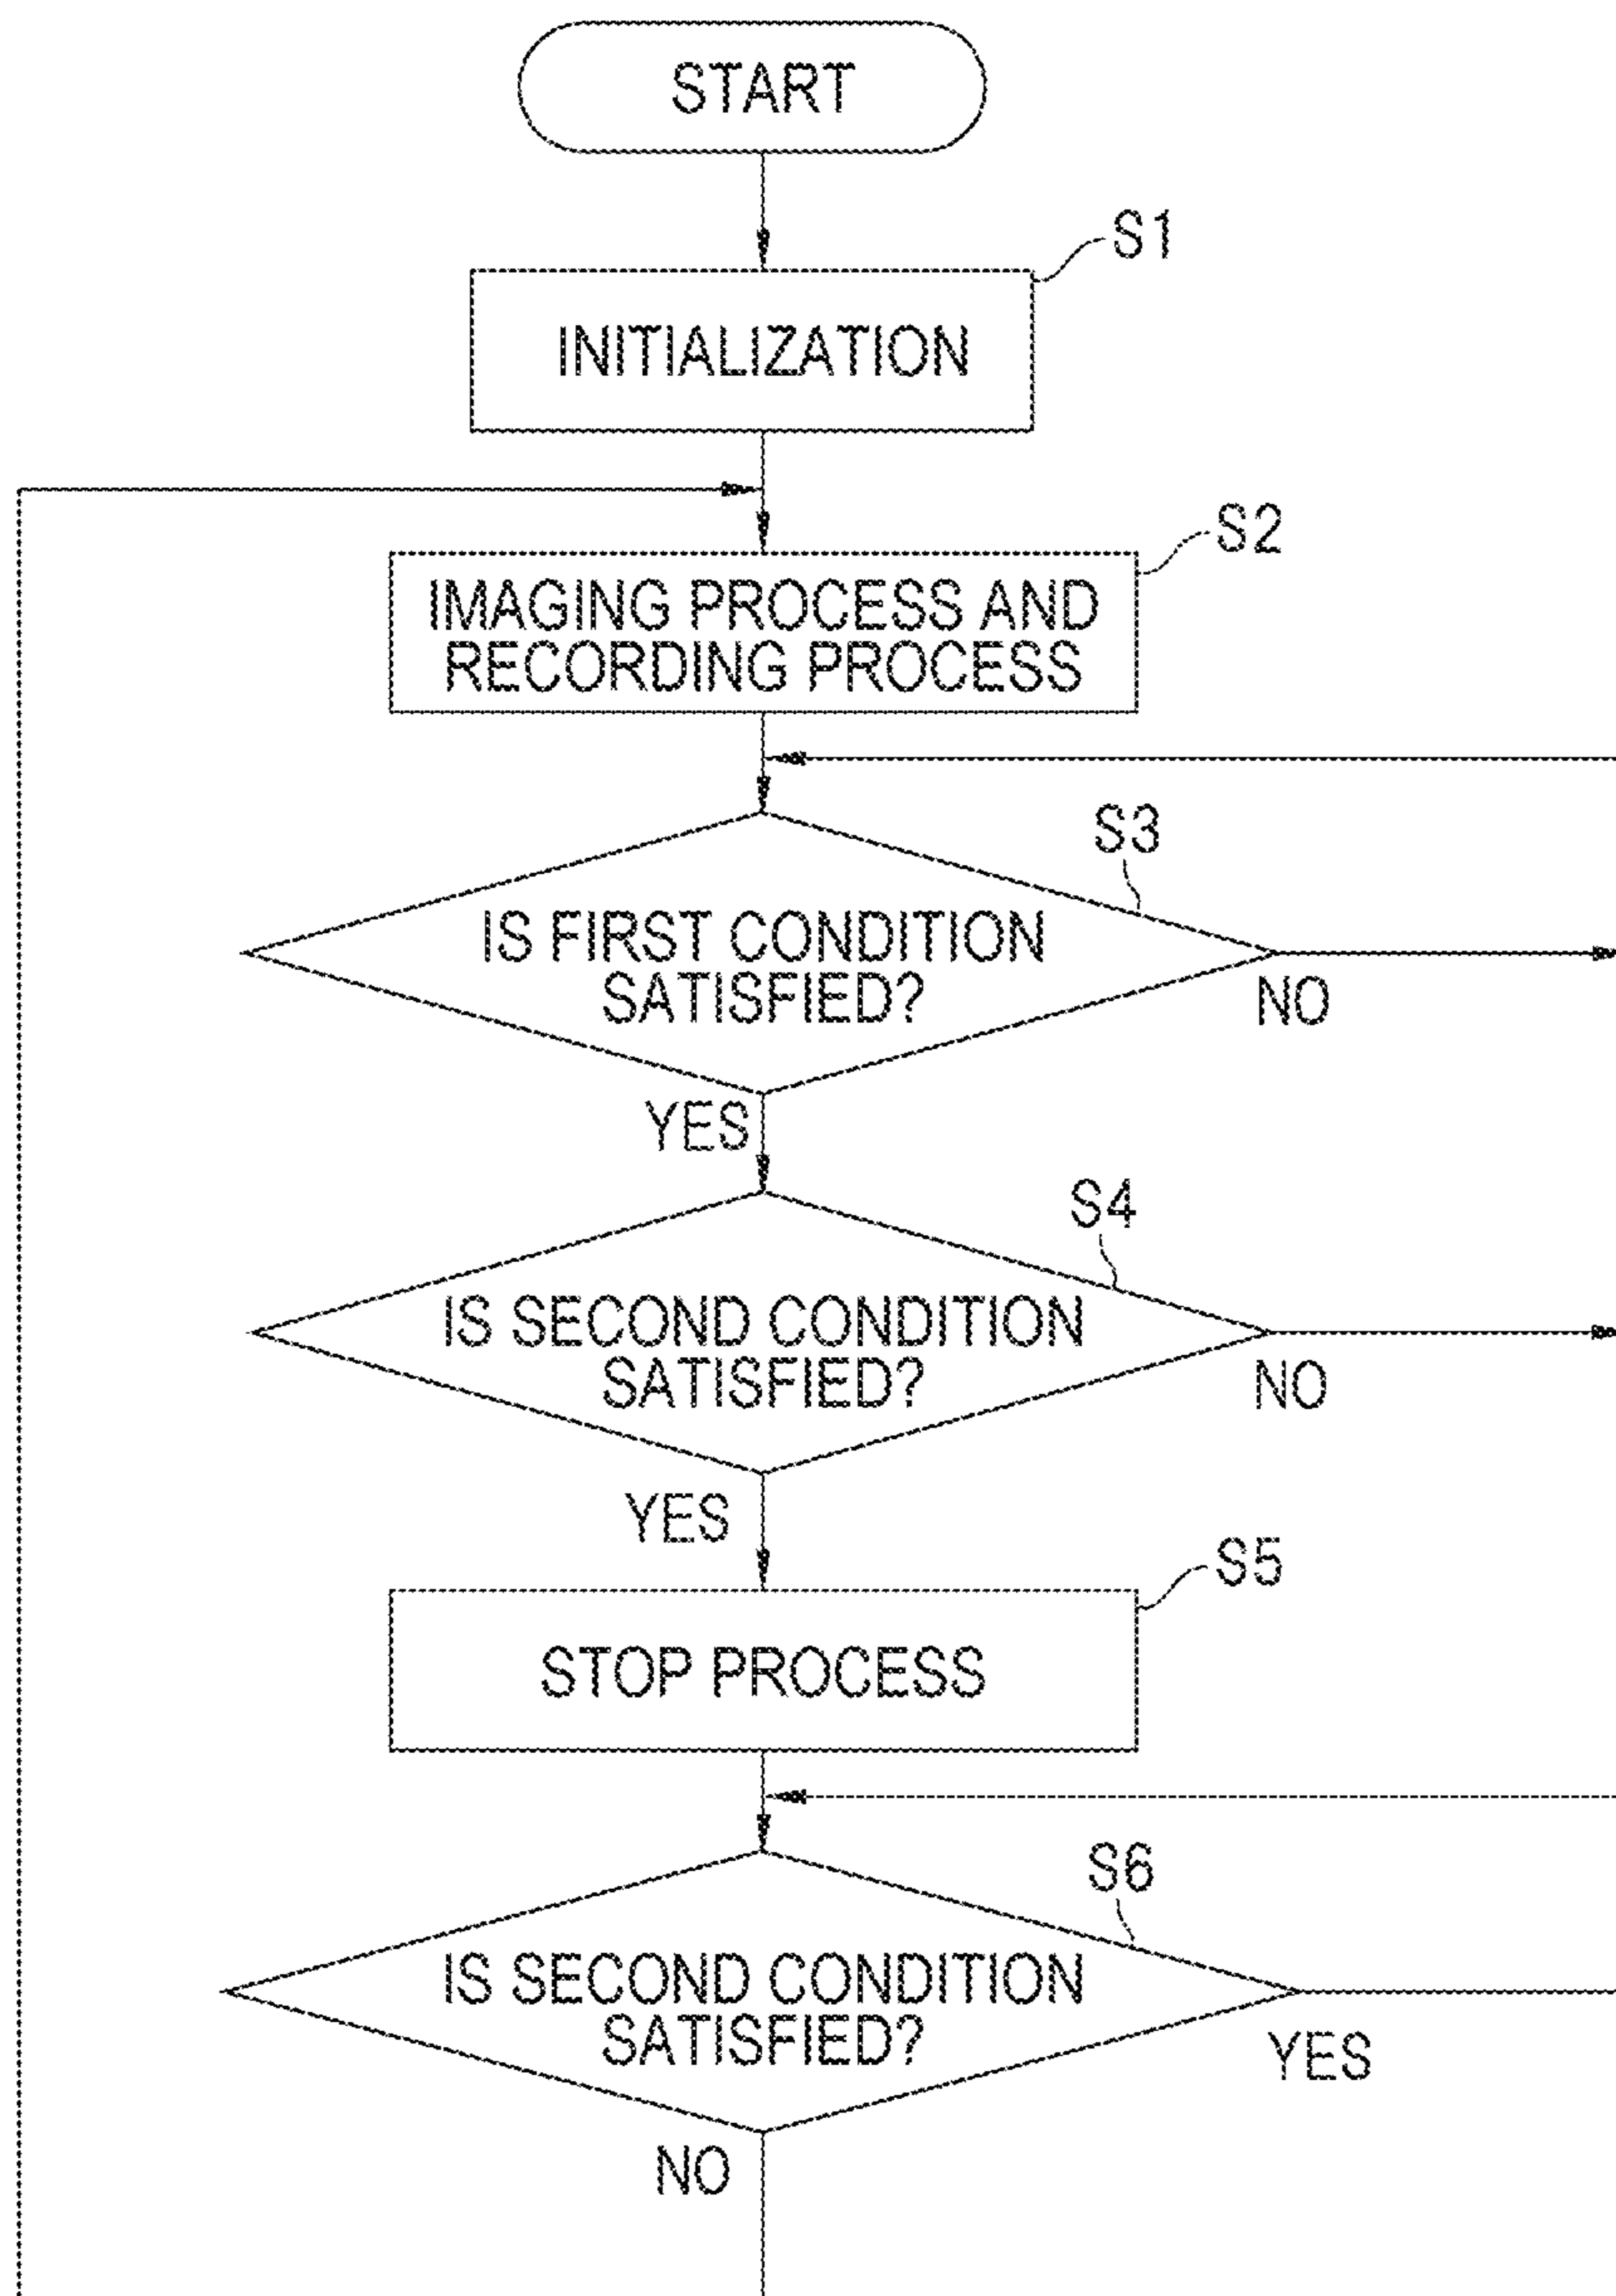 START
S1
INITIALIZATION
S2
IMAGING PROCESS AND
RECORDING PROCESS
S3
IS FIRST CONDITION
SATISFIED?
NO
YES
S4
IS SECOND CONDITION
SATISFIED?
NO
YES
S5
STOP PROCESS
S6
IS SECOND CONDITION
SATISFIED?
YES
NO